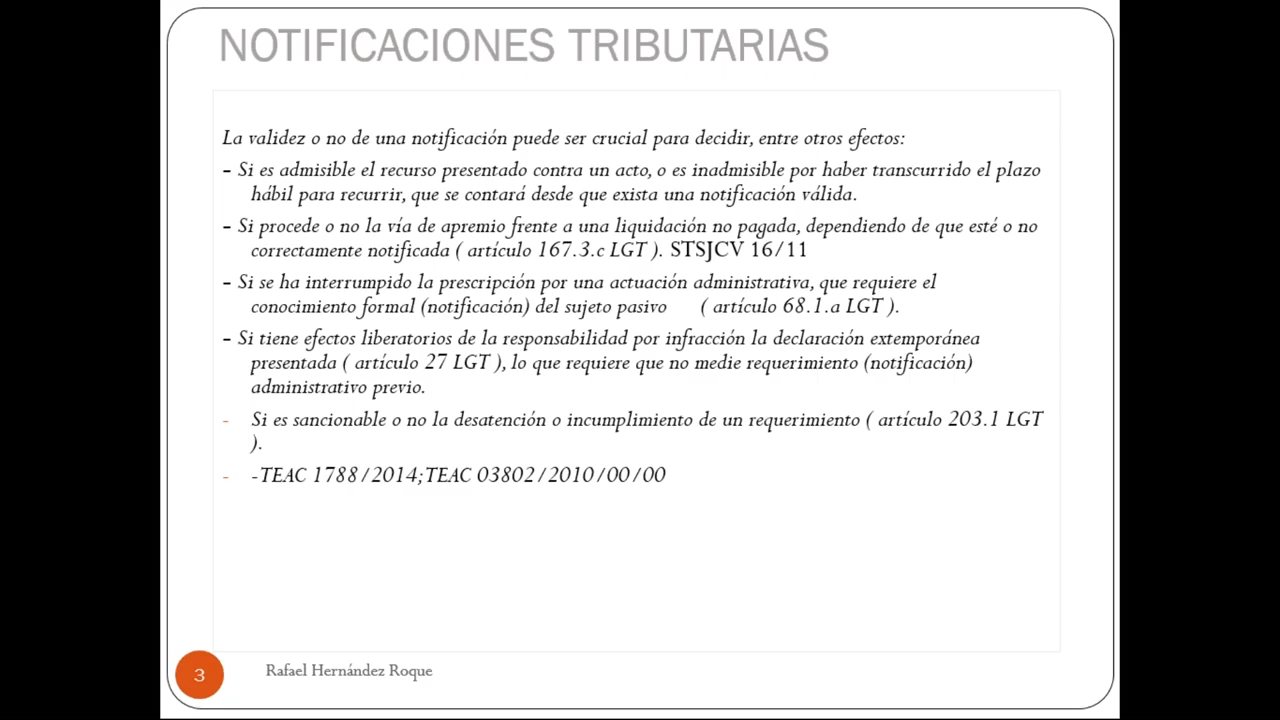 NOTIFICACIONES TRIBUTARIAS
La validez o no de una notificación puede ser crucial para decidir, entre otros efectos:
– Si es admisible el recurso presentado contra un acto, o es inadmisible por haber transcurrido el plazo
hábil para recurrir, que se contará desde que exista una notificación válida.
– Si procede o no la vía de apremio frente a una liquidación no pagada, dependiendo de que esté o no
correctamente notificada ( artículo 167.3.c LGT ). STSJCV 16/11
– Si se ha interrumpido la prescripción por una actuación administrativa, que requiere el
conocimiento formal (notificación) del sujeto pasivo ( artículo 68.1.a LGT ).
– Si tiene efectos liberatorios de la responsabilidad por infracción la declaración extemporánea
presentada ( artículo 27 LGT ), lo que requiere que no medie requerimiento (notificación)
administrativo previo.
- Si es sancionable o no la desatención o incumplimiento de un requerimiento ( artículo 203.1 LGT
).
- -TEAC 1788/2014;TEAC 03802/2010/00/00
3 Rafael Hernández Roque